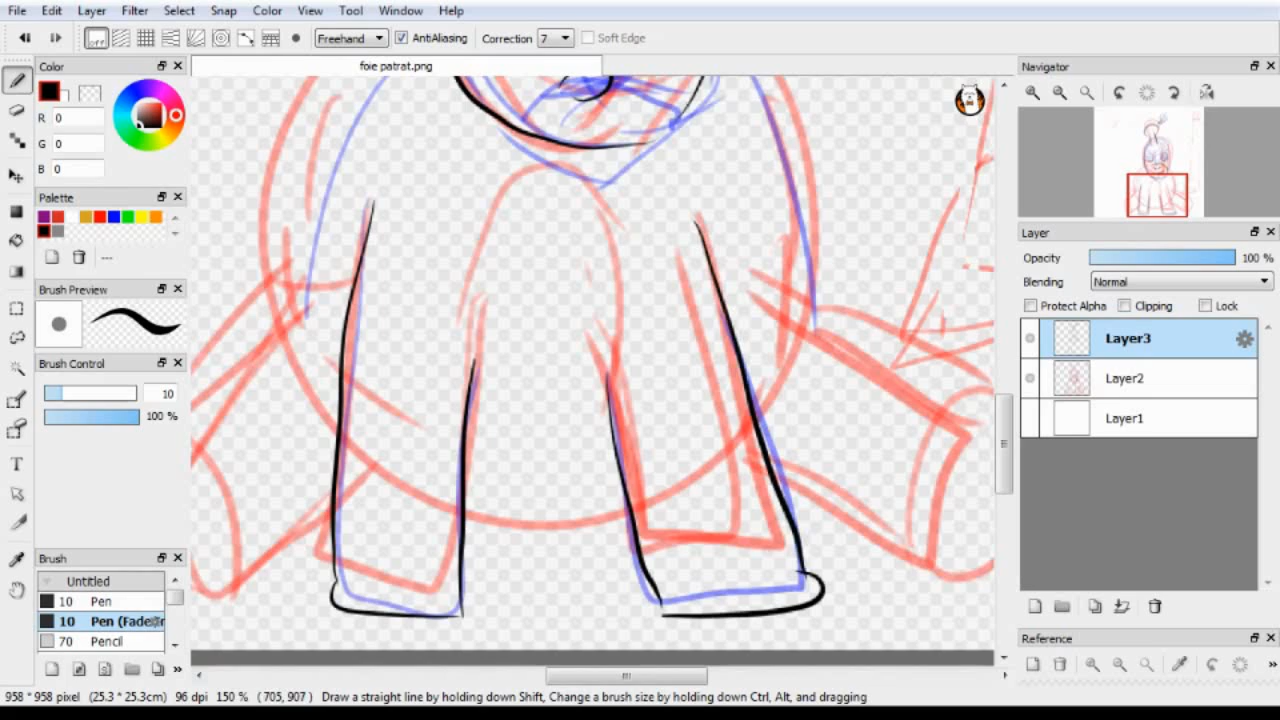 File Edit Layer Filter Select Snap Color View Tool Window Help
off Freehand AntiAliasing Correction 7 Soft Edge
Color
foie patrat.png
Navigator
R 0
G 0
B 0
Palette
Layer
Opacity 100 %
Blending Normal
Brush Preview
Protect Alpha Clipping Lock
Layer3
Brush Control
Layer2
10
100 %
Layer1
T
Brush
Untitled
10 Pen
10 Pen (Fade
70 Pencil
Reference
958 * 958 pixel (25.3 * 25.3cm) 96 dpi 150 % ( 705, 907 ) Draw a straight line by holding down Shift, Change a brush size by holding down Ctrl, Alt, and dragging